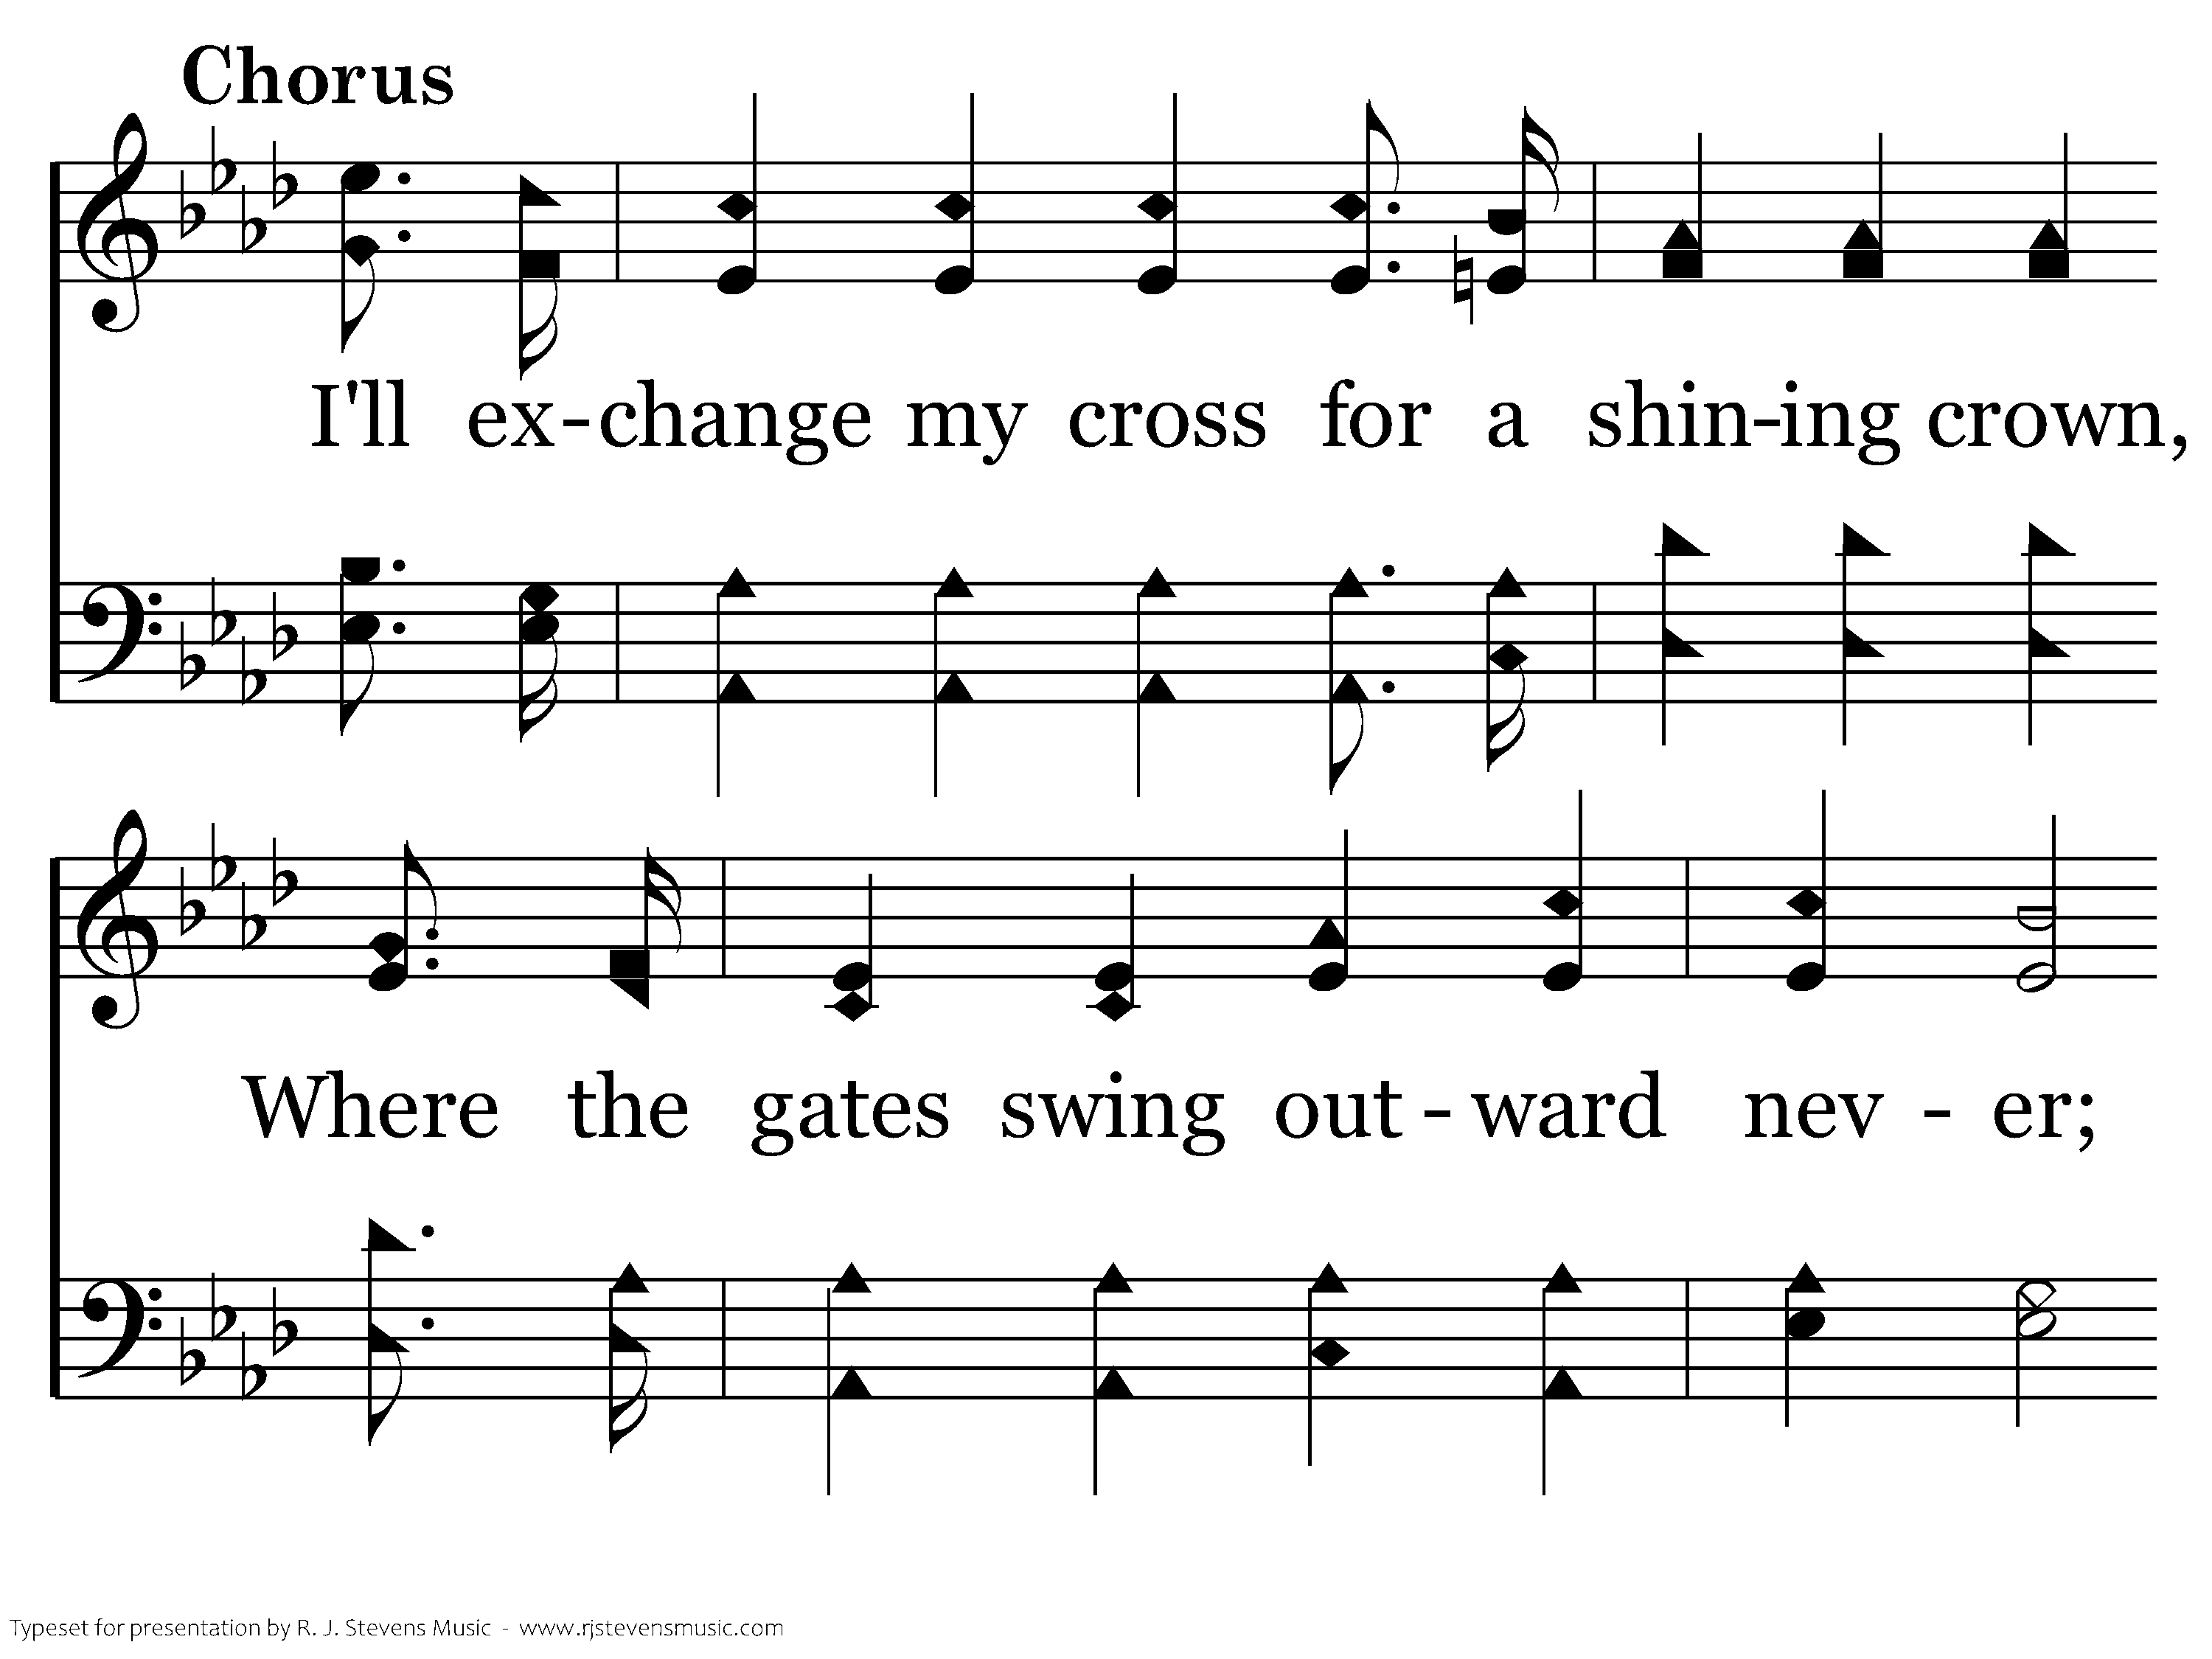 Chorus
I'll ex-change my cross for a shin-ing crown,
Where the gates swing out - ward nev - er;
Typeset for presentation by R. J. Stevens Music - www.rjstevensmusic.com